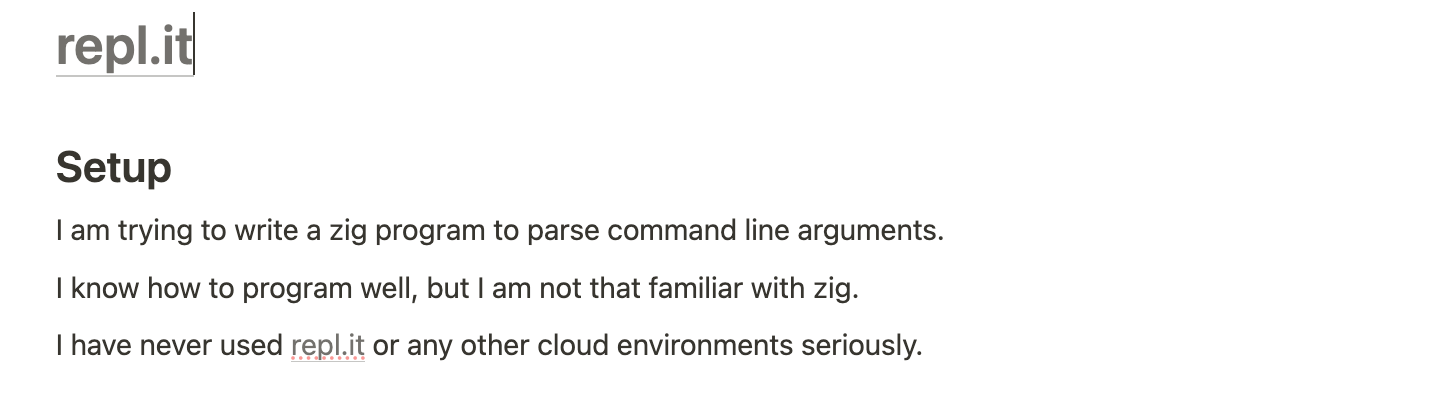 repl.it
Setup
I am trying to write a zig program to parse command line arguments.
I know how to program well, but I am not that familiar with zig.
I have never used repl.it or any other cloud environments seriously.